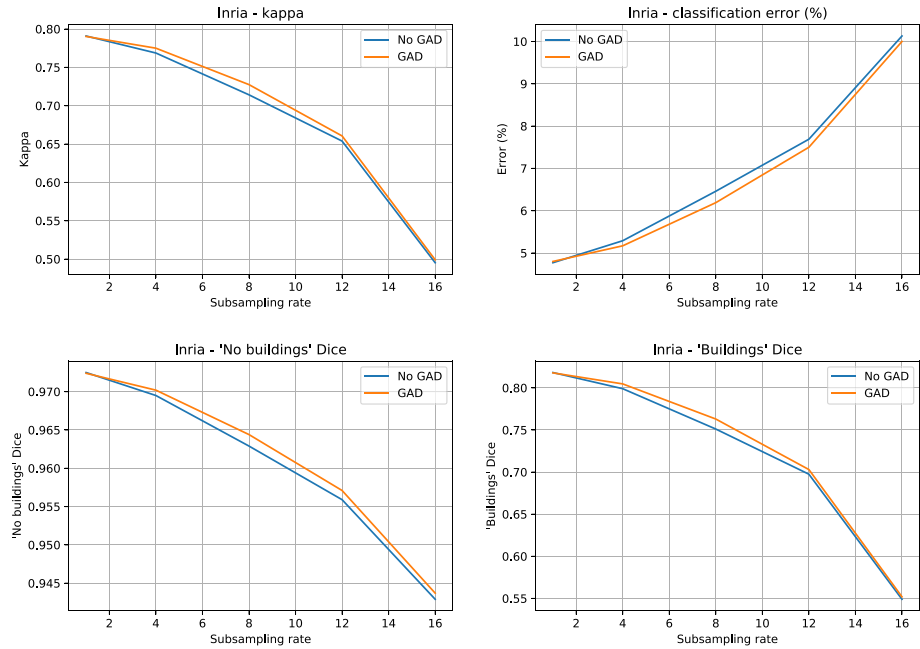 Inria - kappa
0.80
0.75
0.70
0.65
0.60
0.55
0.50
Kappa
No GAD
GAD
2 4 6 8 10 12 14 16
Subsampling rate
Inria - classification error (%)
10
9
8
7
6
5
Error (%)
No GAD
GAD
2 4 6 8 10 12 14 16
Subsampling rate
Inria - 'No buildings' Dice
0.970
0.965
0.960
0.955
0.950
0.945
'No buildings' Dice
No GAD
GAD
2 4 6 8 10 12 14 16
Subsampling rate
Inria - 'Buildings' Dice
0.80
0.75
0.70
0.65
0.60
0.55
'Buildings' Dice
No GAD
GAD
2 4 6 8 10 12 14 16
Subsampling rate